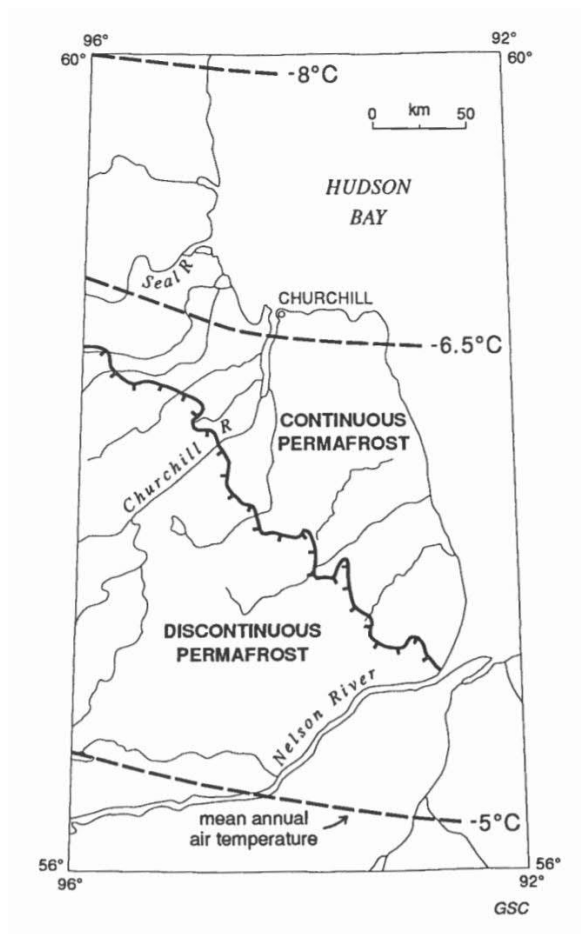 96°
92°
60°
60°
-8°C
0 km 50
HUDSON
BAY
Seal R
CHURCHILL
-6.5°C
CONTINUOUS
PERMAFROST
Churchill R
DISCONTINUOUS
PERMAFROST
Nelson River
mean annual
air temperature
-5°C
56°
56°
96°
92°
GSC